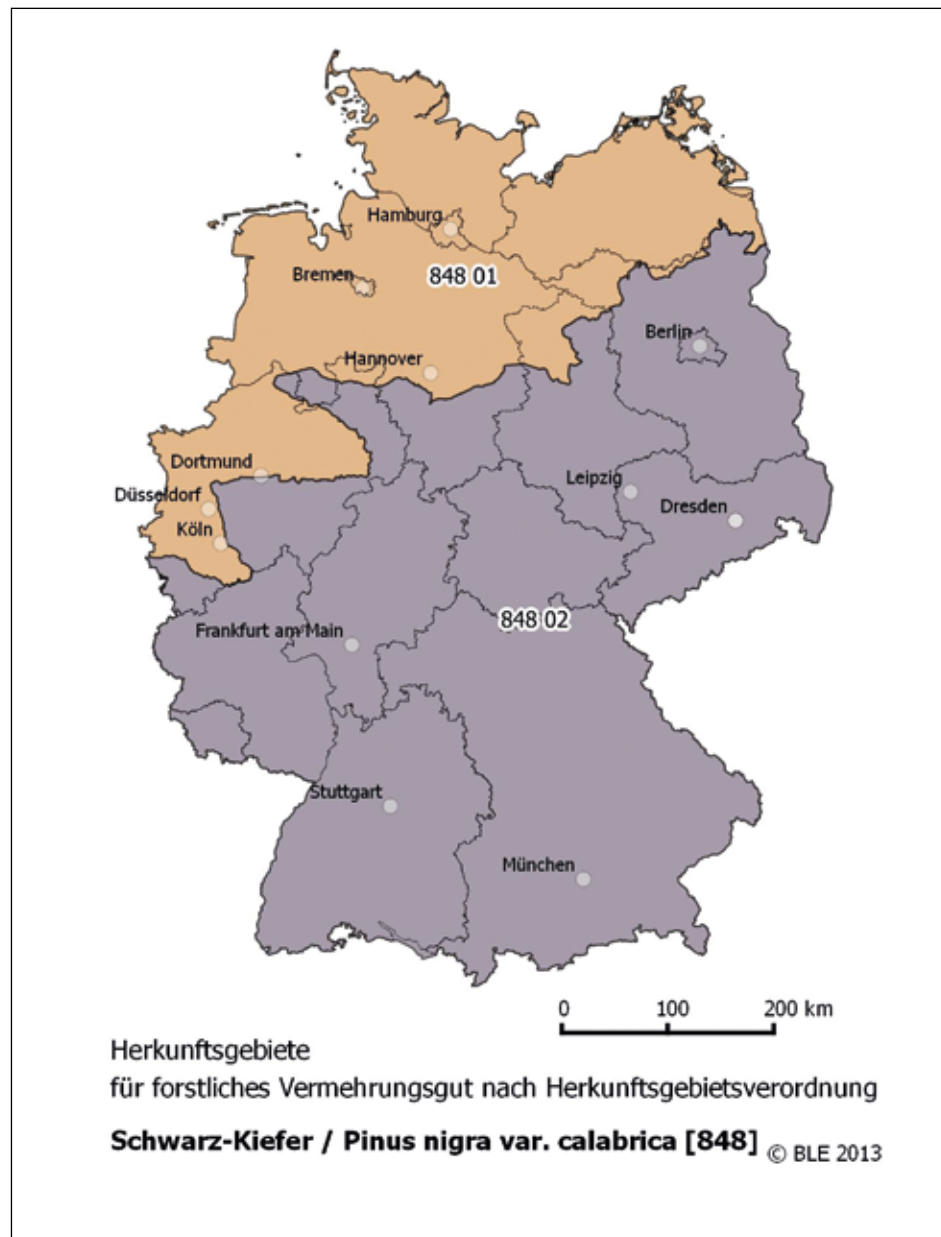 Hamburg
848 01
Bremen
Berlin
Hannover
Dortmund
Leipzig
Düsseldorf
Dresden
Köln
848 02
Frankfurt am Main
Stuttgart
München
0 100 200 km
Herkunftsgebiete
für forstliches Vermehrungsgut nach Herkunftsgebietsverordnung
Schwarz-Kiefer / Pinus nigra var. calabrica [848] © BLE 2013